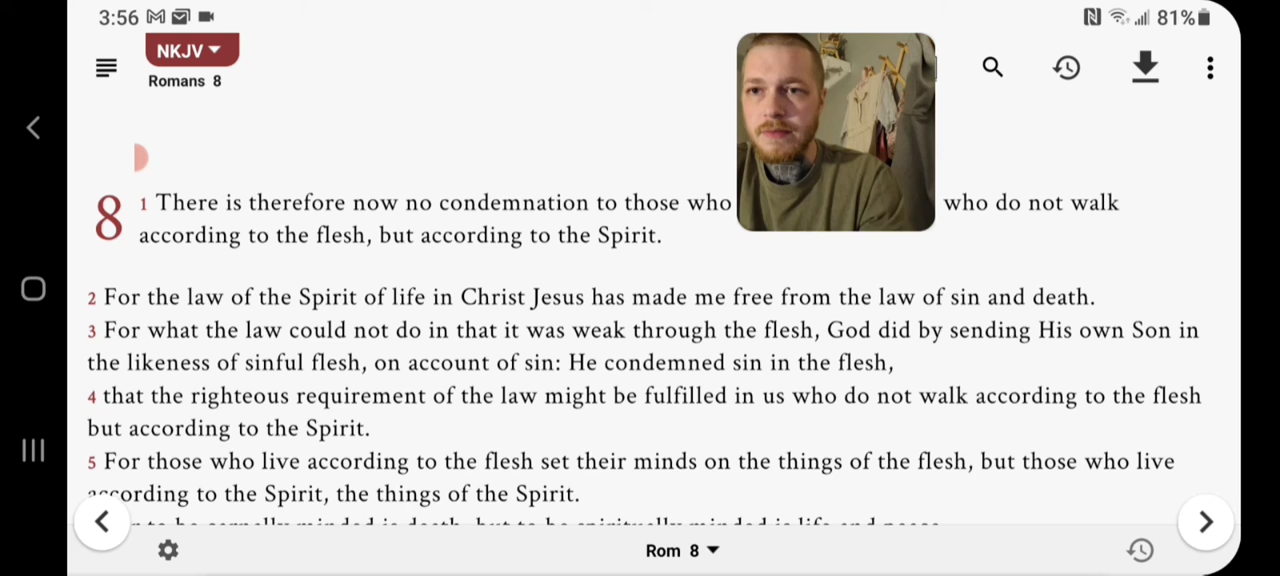 3:56 81%
NKJV
Romans 8
8 1 There is therefore now no condemnation to those who who do not walk
according to the flesh, but according to the Spirit.
2 For the law of the Spirit of life in Christ Jesus has made me free from the law of sin and death.
3 For what the law could not do in that it was weak through the flesh, God did by sending His own Son in
the likeness of sinful flesh, on account of sin: He condemned sin in the flesh,
4 that the righteous requirement of the law might be fulfilled in us who do not walk according to the flesh
but according to the Spirit.
5 For those who live according to the flesh set their minds on the things of the flesh, but those who live
according to the Spirit, the things of the Spirit.
Rom 8